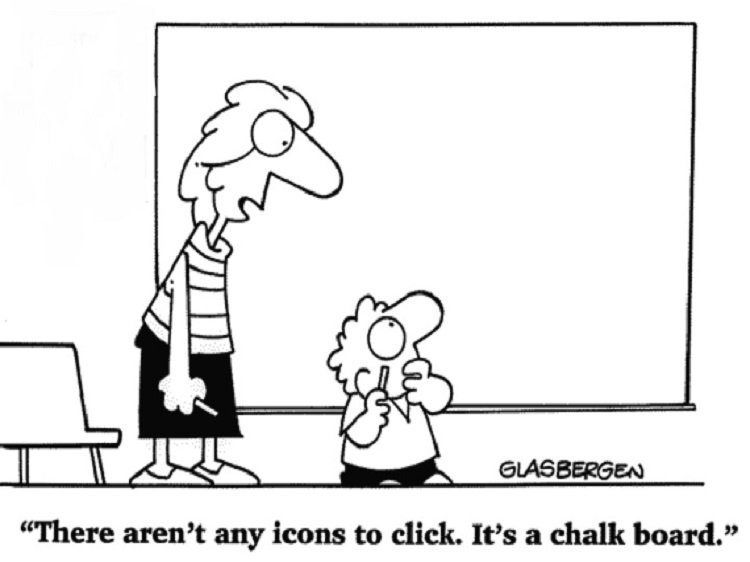 GLASBERGEN
“There aren’t any icons to click. It’s a chalk board.”